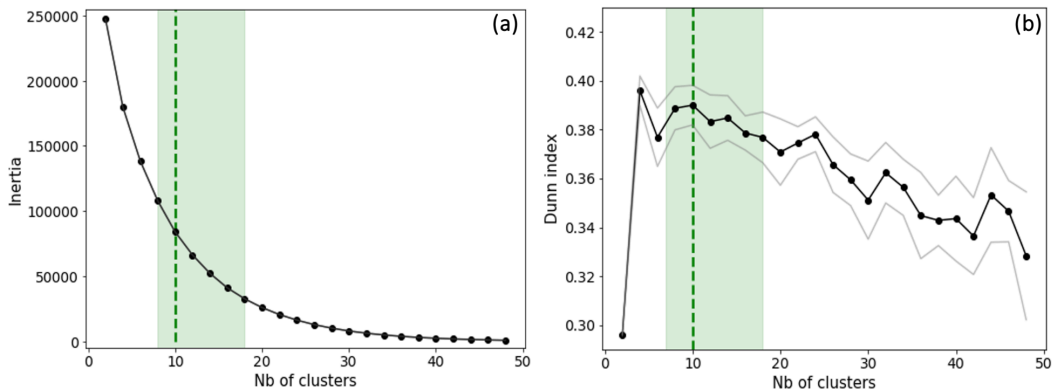 (a)
250000
200000
150000
100000
50000
0
Inertia
0 10 20 30 40 50
Nb of clusters
(b)
0.42
0.40
0.38
0.36
0.34
0.32
0.30
Dunn index
0 10 20 30 40 50
Nb of clusters